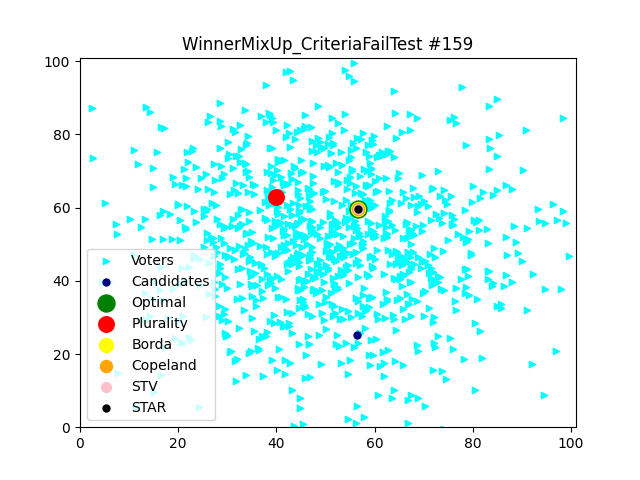 WinnerMixUp_CriteriaFailTest #159
100
80
60
40
20
0
Voters
Candidates
Optimal
Plurality
Borda
Copeland
STV
STAR
0 20 40 60 80 100